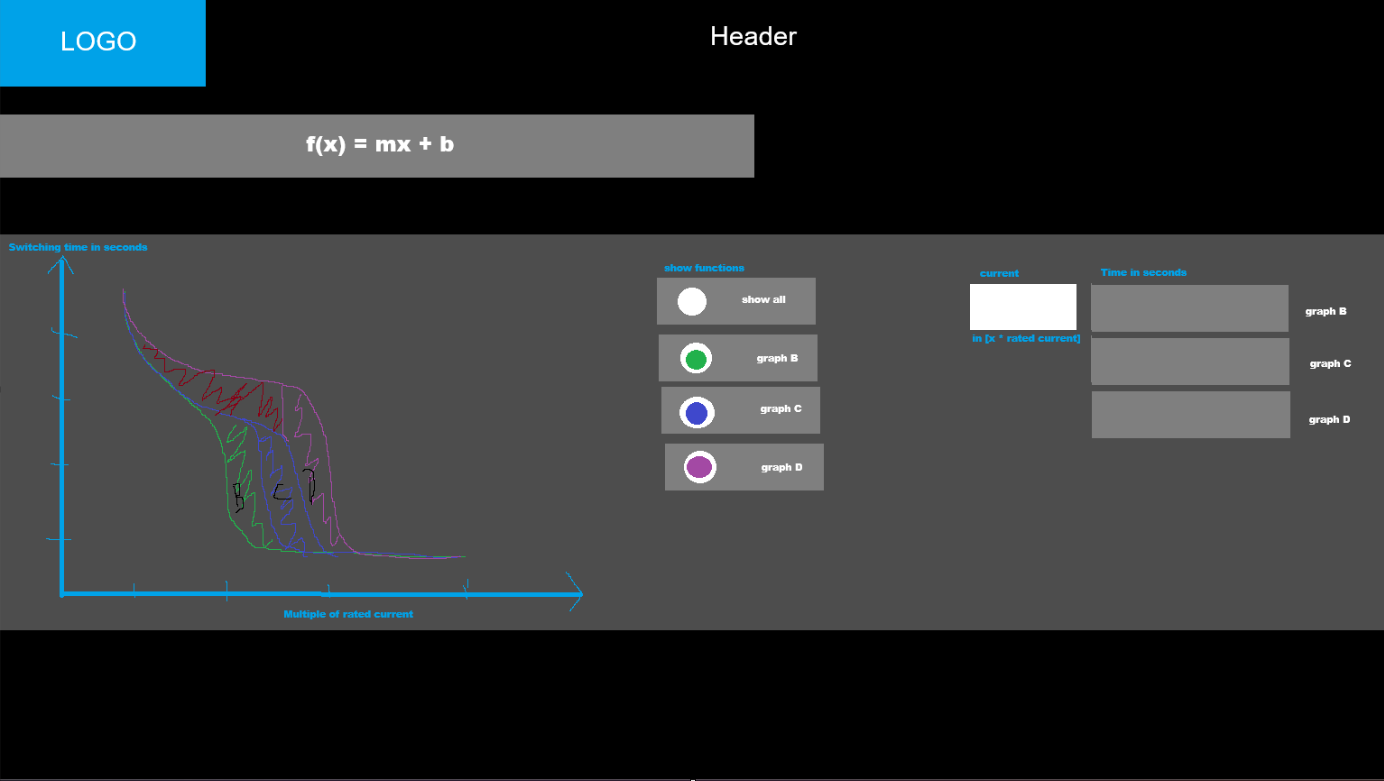 LOGO
Header
f(x) = mx + b
Switching time in seconds
B
C
D
Multiple of rated current
show functions
show all
graph B
graph C
graph D
current
in [x * rated current]
Time in seconds
graph B
graph C
graph D